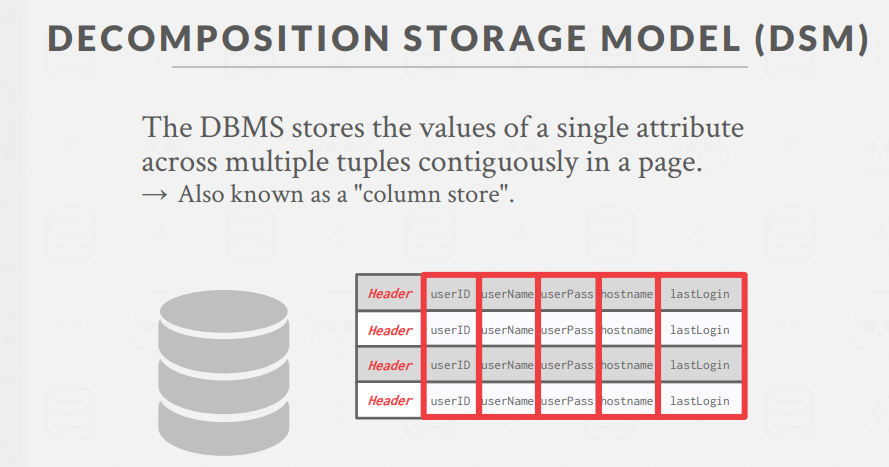 DECOMPOSITION STORAGE MODEL (DSM)
The DBMS stores the values of a single attribute
across multiple tuples contiguously in a page.
→ Also known as a "column store".
Header userID userName userPass hostname lastLogin
Header userID userName userPass hostname lastLogin
Header userID userName userPass hostname lastLogin
Header userID userName userPass hostname lastLogin